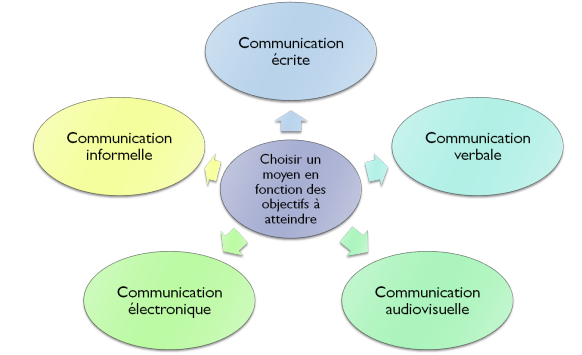 Communication
écrite
Communication
informelle
Communication
verbale
Choisir un
moyen en
fonction des
objectifs à
atteindre
Communication
électronique
Communication
audiovisuelle